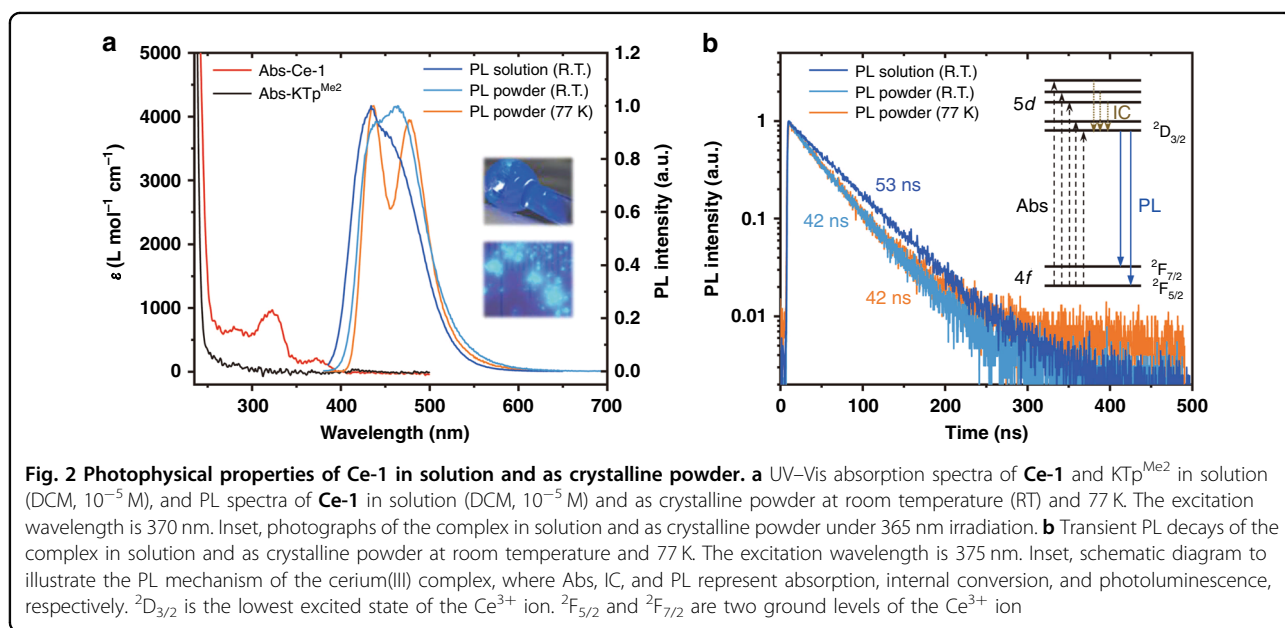 a
5000
4000
3000
2000
1000
0
ε (L mol⁻¹ cm⁻¹)
Abs-Ce-1
Abs-KTp^Me2
PL solution (R.T.)
PL powder (R.T.)
PL powder (77 K)
1.2
1.0
0.8
0.6
0.4
0.2
0.0
PL intensity (a.u.)
300 400 500 600 700
Wavelength (nm)
b
PL solution (R.T.)
PL powder (R.T.)
PL powder (77 K)
1
0.1
0.01
PL intensity (a.u.)
53 ns
42 ns
42 ns
5d
IC
²D₃/₂
Abs
PL
4f
²F₇/₂
²F₅/₂
0 100 200 300 400 500
Time (ns)
Fig. 2 Photophysical properties of Ce-1 in solution and as crystalline powder. a UV–Vis absorption spectra of Ce-1 and KTp^Me2 in solution
(DCM, 10⁻⁵ M), and PL spectra of Ce-1 in solution (DCM, 10⁻⁵ M) and as crystalline powder at room temperature (RT) and 77 K. The excitation
wavelength is 370 nm. Inset, photographs of the complex in solution and as crystalline powder under 365 nm irradiation. b Transient PL decays of the
complex in solution and as crystalline powder at room temperature and 77 K. The excitation wavelength is 375 nm. Inset, schematic diagram to
illustrate the PL mechanism of the cerium(III) complex, where Abs, IC, and PL represent absorption, internal conversion, and photoluminescence,
respectively. ²D₃/₂ is the lowest excited state of the Ce³⁺ ion. ²F₅/₂ and ²F₇/₂ are two ground levels of the Ce³⁺ ion